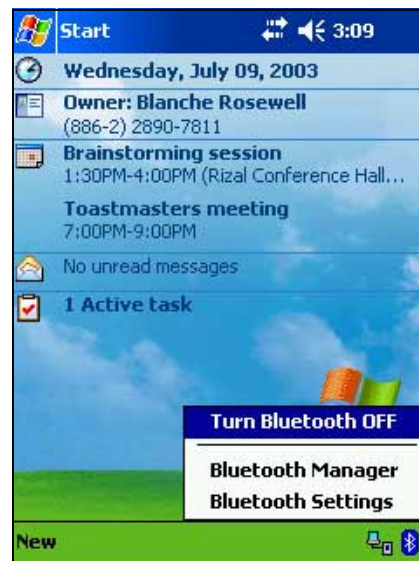 Start 3:09
Wednesday, July 09, 2003
Owner: Blanche Rosewell
(886-2) 2890-7811
Brainstorming session
1:30PM-4:00PM (Rizal Conference Hall...
Toastmasters meeting
7:00PM-9:00PM
No unread messages
1 Active task
Turn Bluetooth OFF
Bluetooth Manager
Bluetooth Settings
New